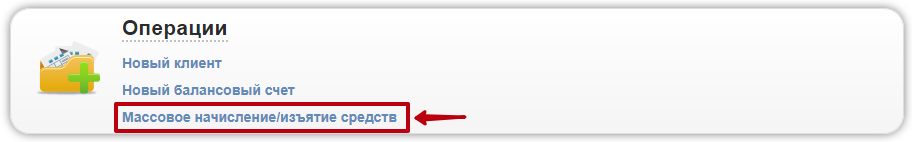 Операции
Новый клиент
Новый балансовый счет
Массовое начисление/изъятие средств